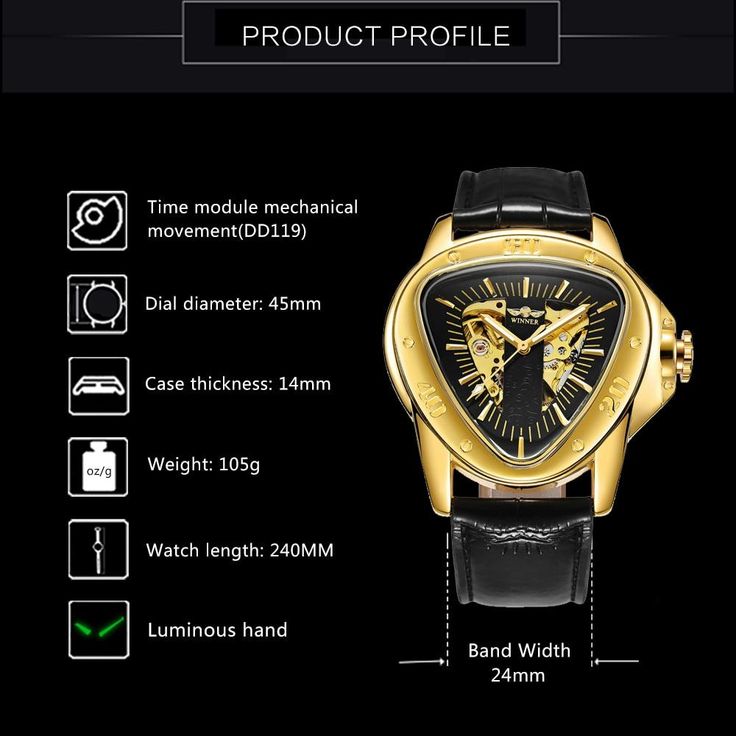 PRODUCT PROFILE
Time module mechanical
movement(DD119)
Dial diameter: 45mm
Case thickness: 14mm
oz/g
Weight: 105g
Watch length: 240MM
Luminous hand
60
WINNER
40
20
Band Width
24mm